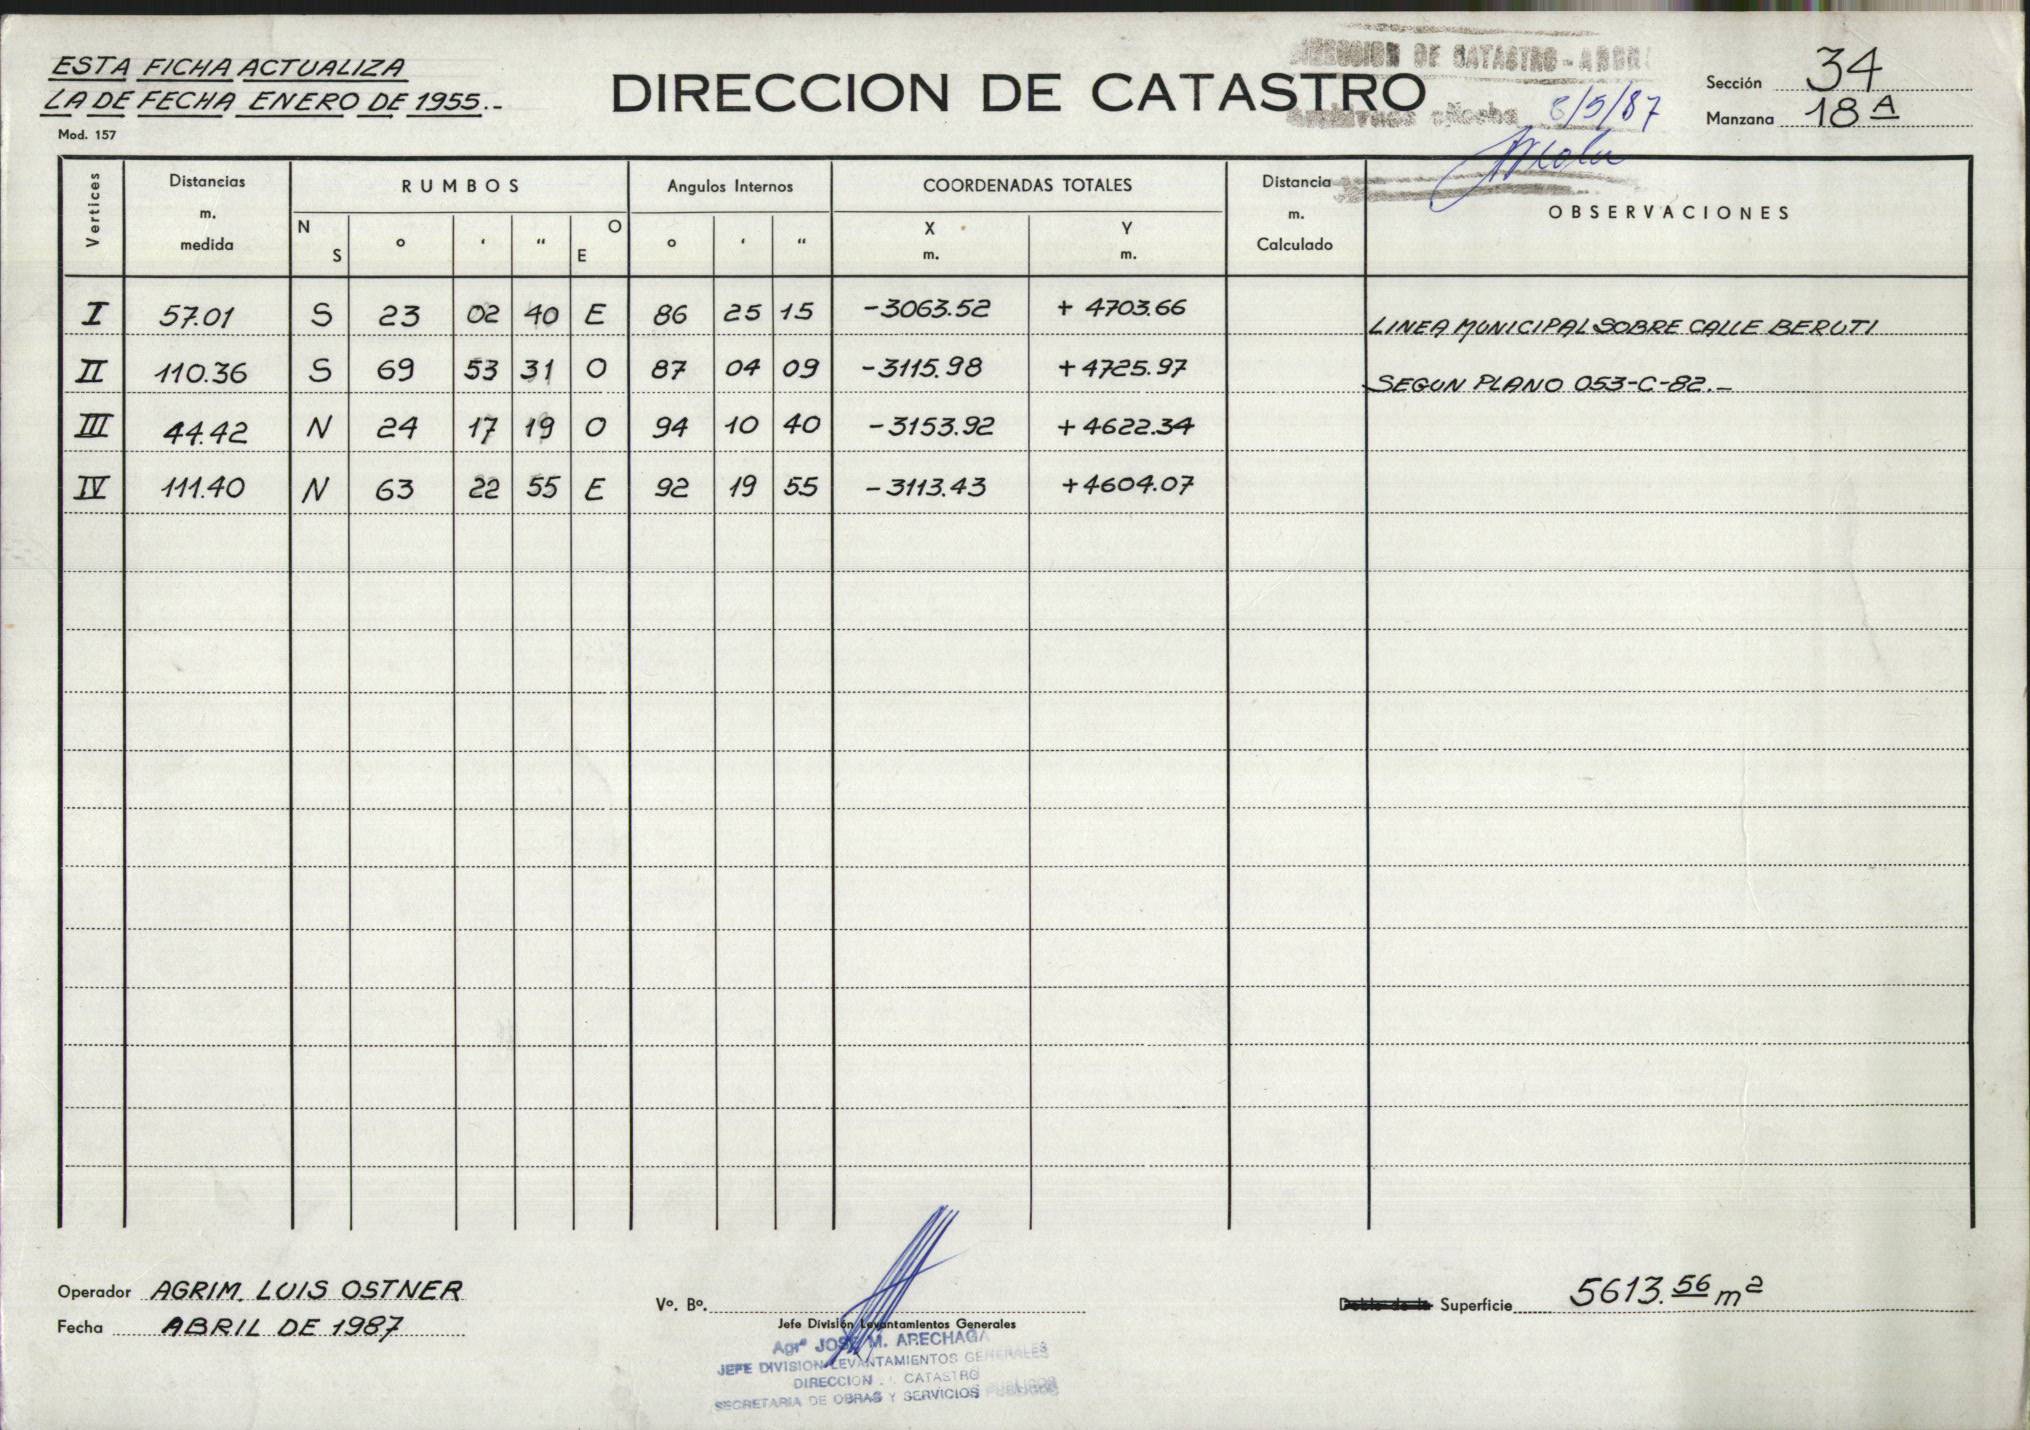 ESTA FICHA ACTUALIZA
LA DE FECHA ENERO DE 1955.-
Mod. 157
DIRECCION DE CATASTRO
DE CATASTRO -
8/5/87
Sección 34
Manzana 18 A
Vertices Distancias m. medida RUMBOS Angulos Internos COORDENADAS TOTALES Distancia m. Calculado OBSERVACIONES
N S ° ' " O E ° ' " X m. Y m.
I 57.01 S 23 02 40 E 86 25 15 -3063.52 + 4703.66 LINEA MUNICIPAL SOBRE CALLE BERUTI
II 110.36 S 69 53 31 O 87 04 09 -3115.98 +4725.97 SEGUN PLANO 053-C-82.-
III 44.42 N 24 17 19 O 94 10 40 -3153.92 +4622.34
IV 111.40 N 63 22 55 E 92 19 55 -3113.43 +4604.07
Operador AGRIM. LUIS OSTNER
Fecha ABRIL DE 1987
Vº. Bº.
Jefe División Levantamientos Generales
Agrº JOSE M. ARECHAGA
JEFE DIVISION LEVANTAMIENTOS GENERALES
DIRECCION CATASTRO
SECRETARIA DE OBRAS Y SERVICIOS PUBLICOS
Doble de la Superficie 5613.56 m2